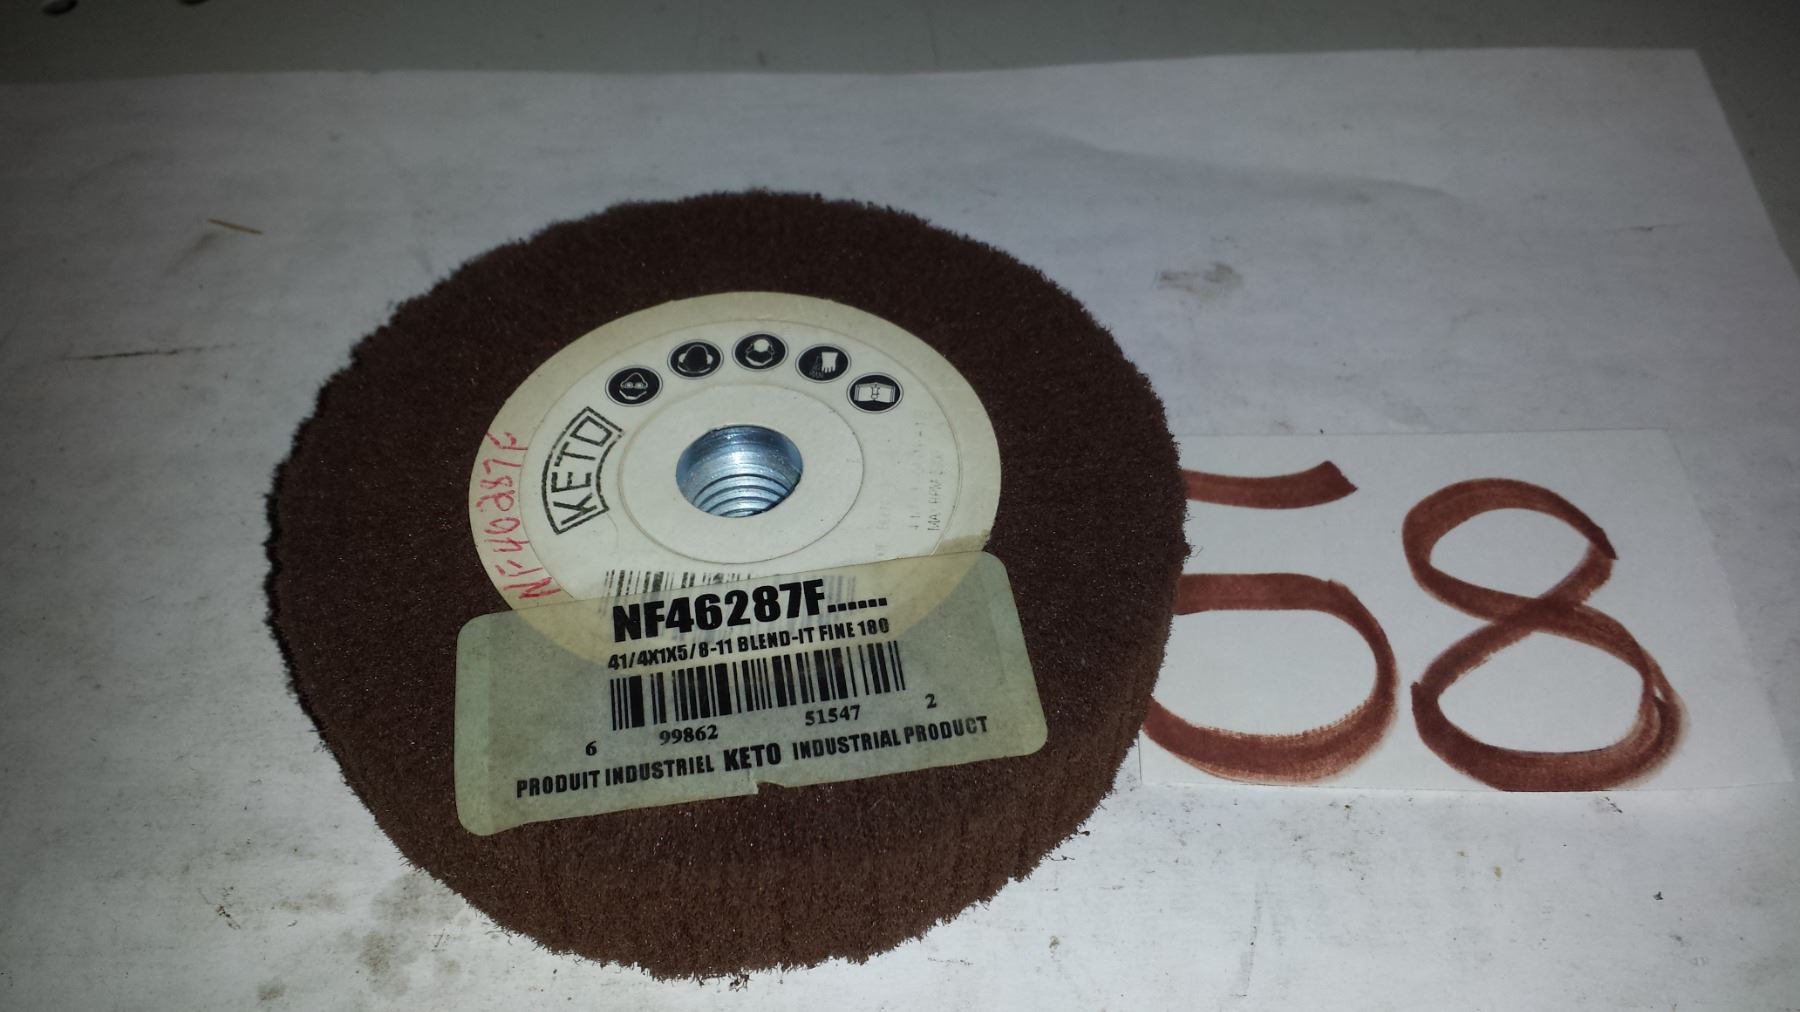 KETO
NF46287F
NF46287F......
41/4X1X5/8-11 BLEND-IT FINE 180
6 99862 51547 2
PRODUIT INDUSTRIEL KETO INDUSTRIAL PRODUCT
58